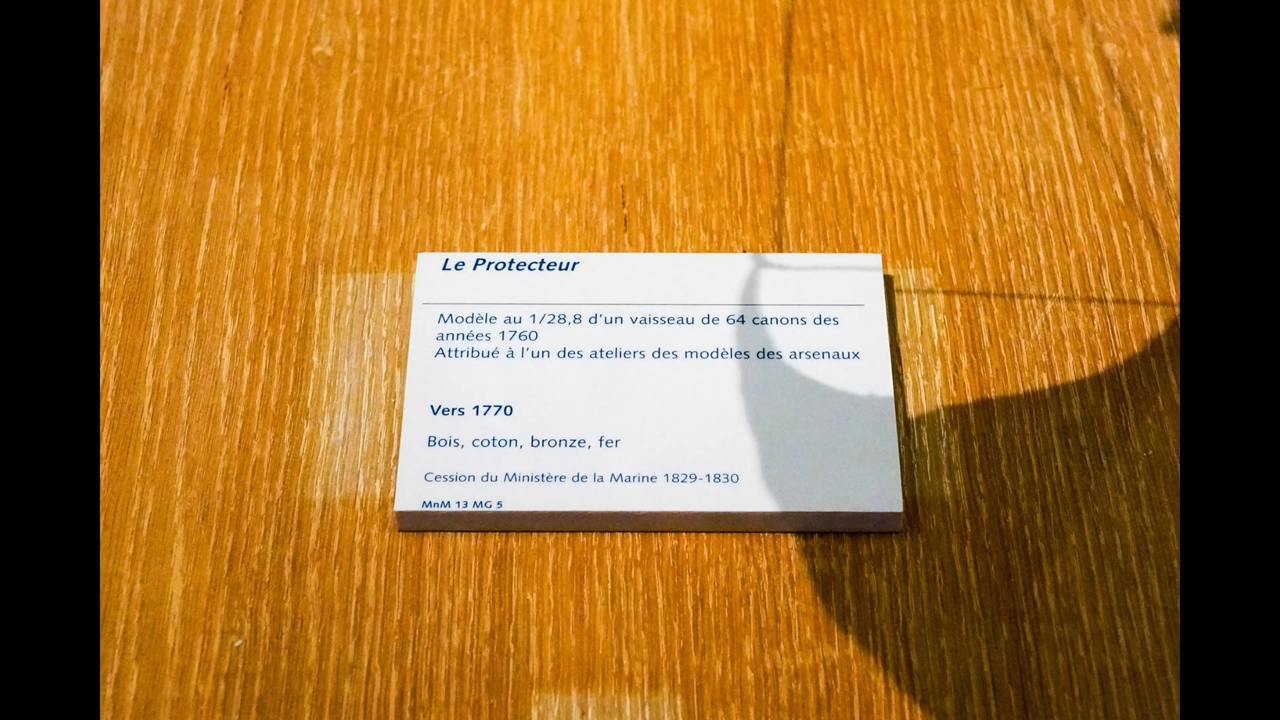 Le Protecteur
Modèle au 1/28,8 d'un vaisseau de 64 canons des
années 1760
Attribué à l'un des ateliers des modèles des arsenaux
Vers 1770
Bois, coton, bronze, fer
Cession du Ministère de la Marine 1829-1830
MnM 13 MG 5